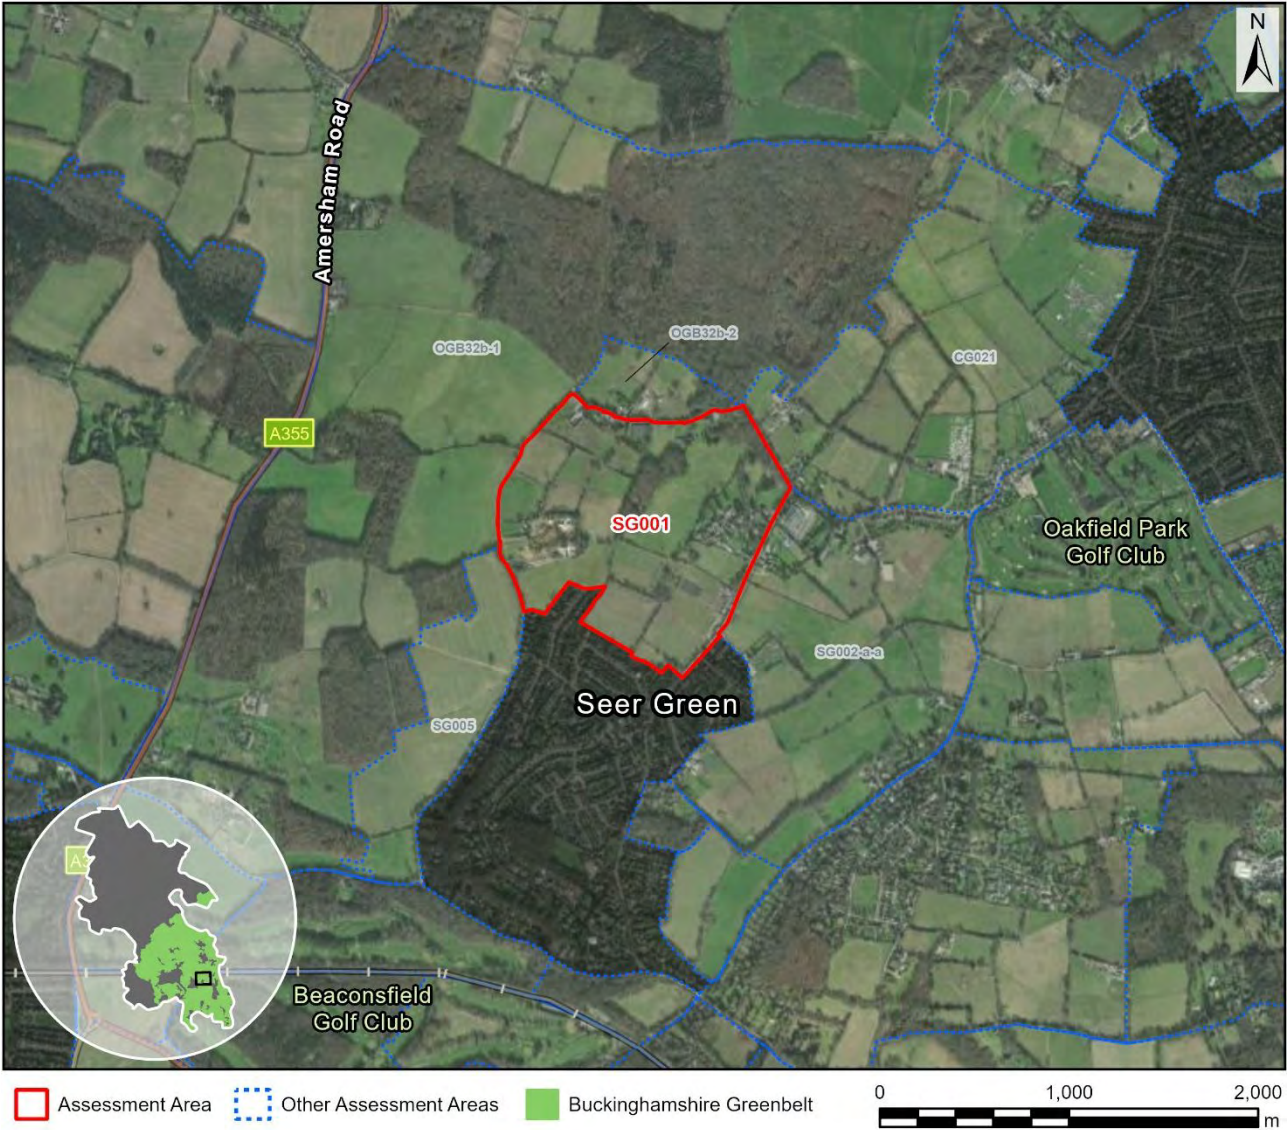 N
Amersham Road
OGB32b-2
OGB32b-1
CG021
A355
SG001
Oakfield Park
Golf Club
SG002-a-a
Seer Green
SG005
Beaconsfield
Golf Club
Assessment Area
Other Assessment Areas
Buckinghamshire Greenbelt
0 1,000 2,000
m